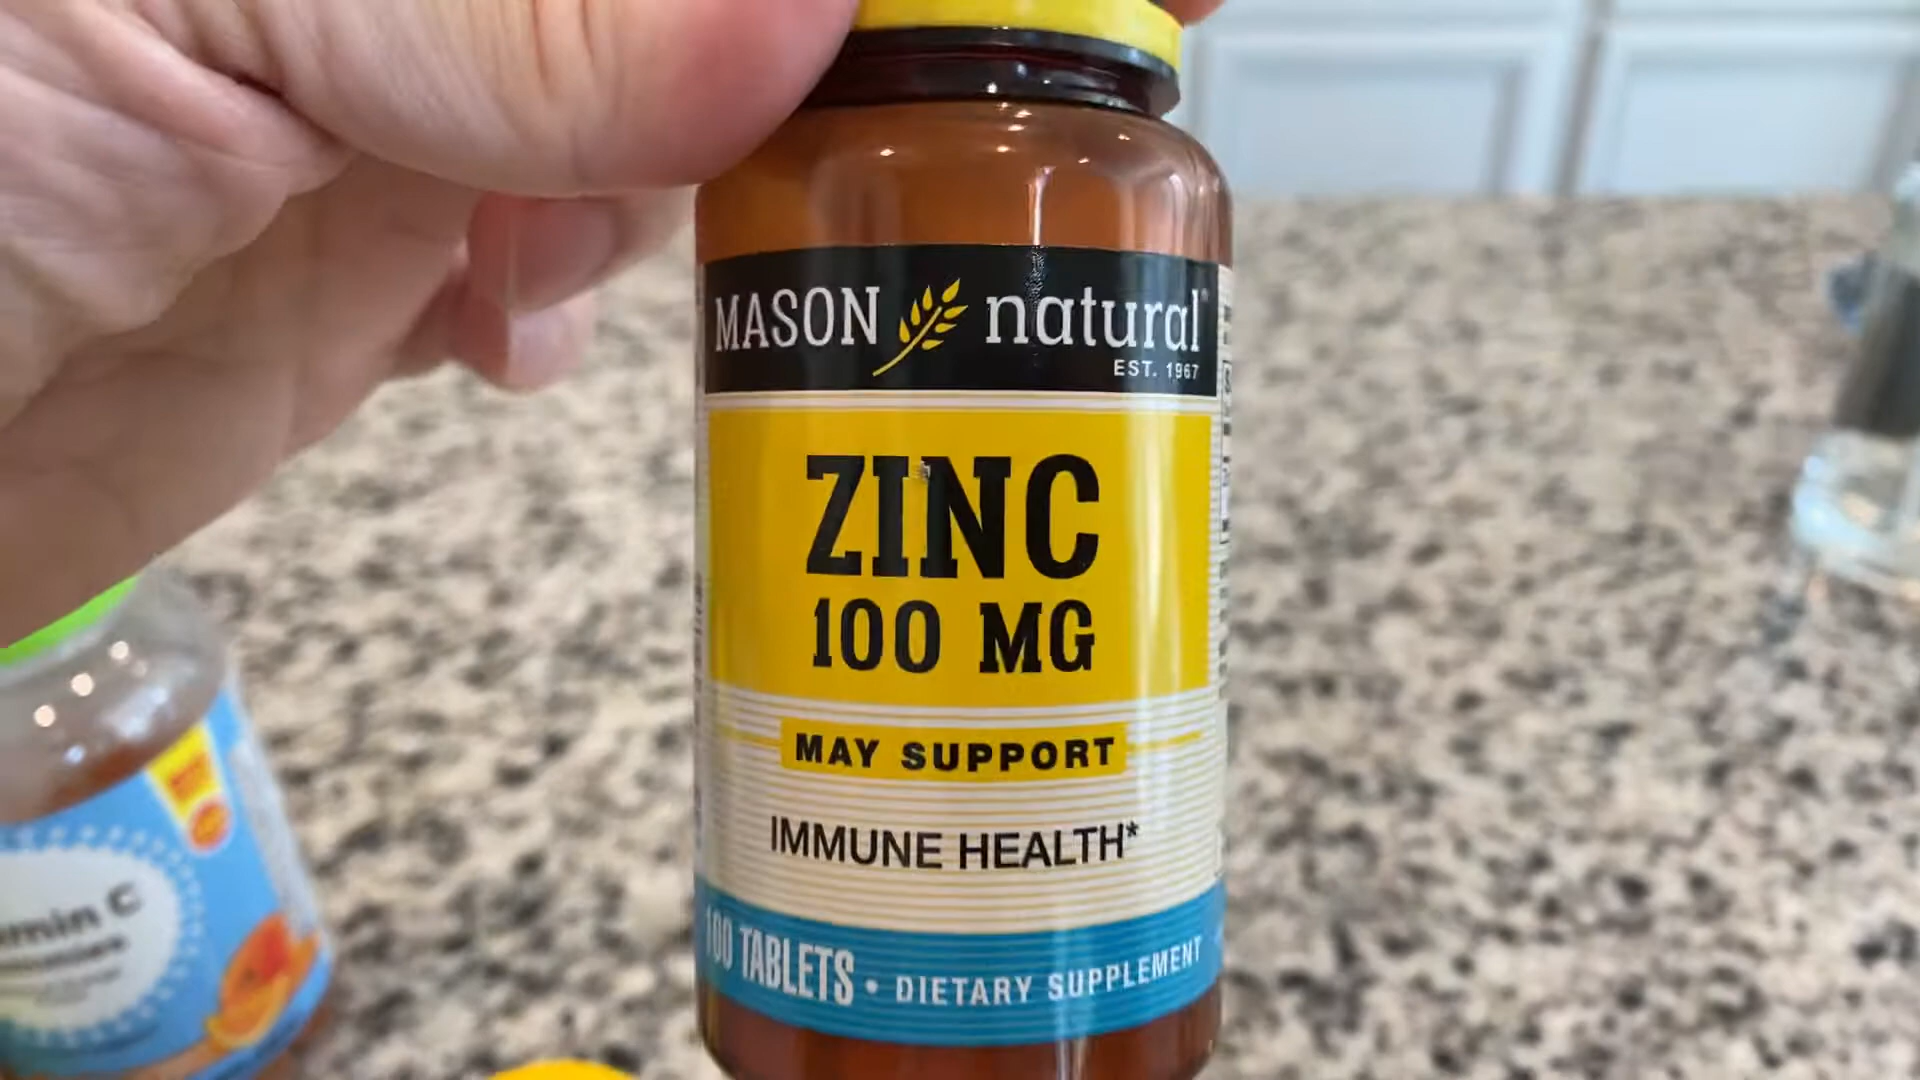 MASON natural
EST. 1967
ZINC
100 MG
MAY SUPPORT
IMMUNE HEALTH*
100 TABLETS • DIETARY SUPPLEMENT
C